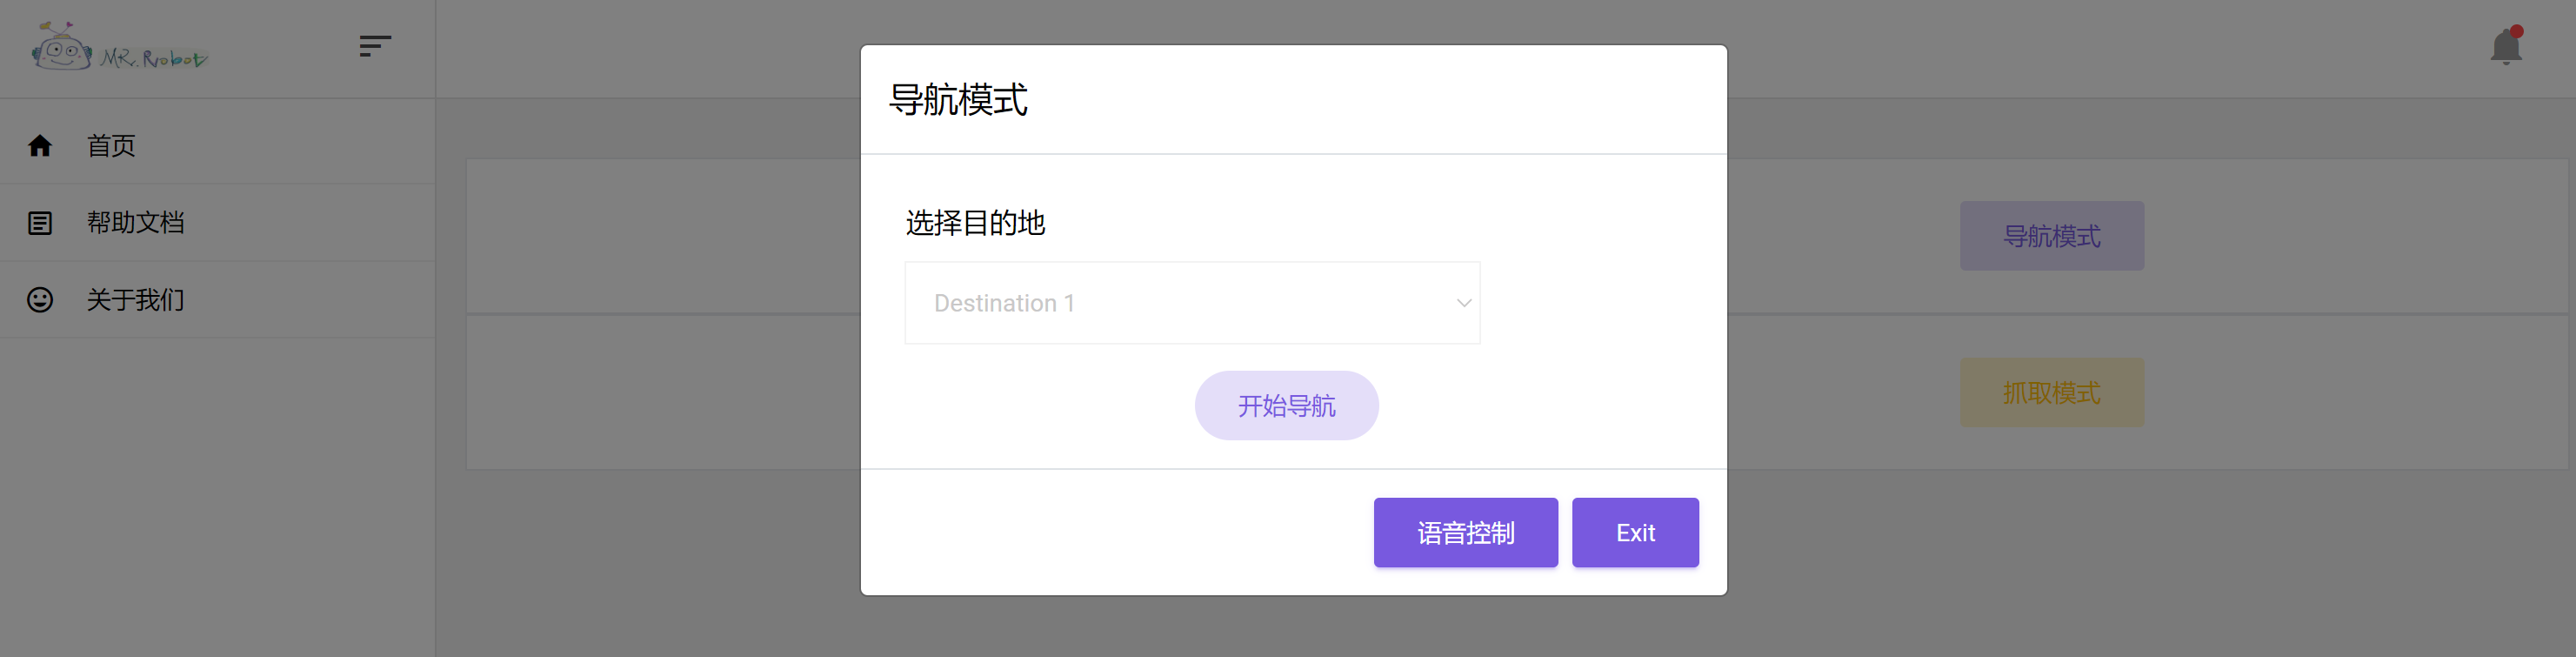 MR.Robot
首页
帮助文档
关于我们
导航模式
选择目的地
Destination 1
开始导航
语音控制
Exit
导航模式
抓取模式